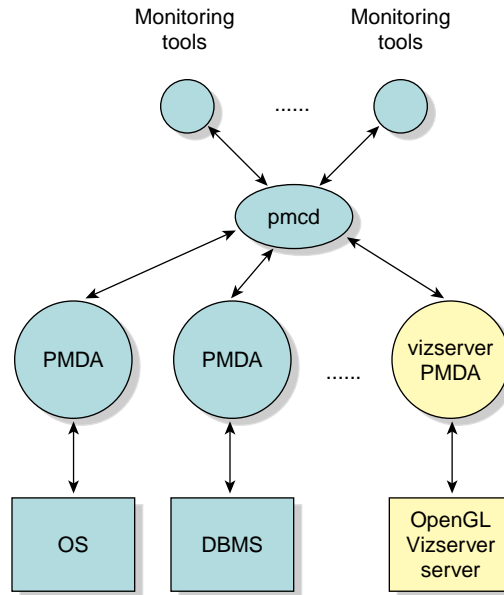 Monitoring
tools
Monitoring
tools
......
pmcd
PMDA
PMDA
......
vizserver
PMDA
OS
DBMS
OpenGL
Vizserver
server